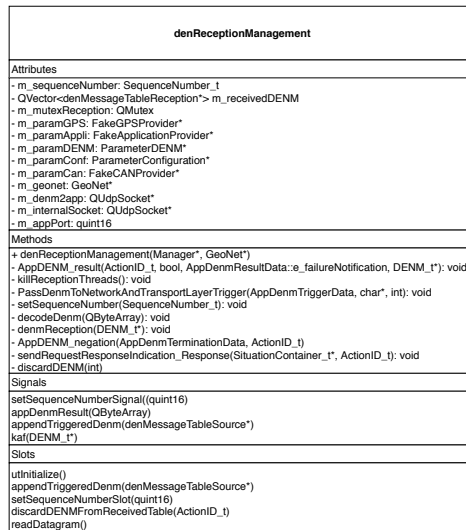 denReceptionManagement
Attributes
- m_sequenceNumber: SequenceNumber_t
- QVector<denMessageTableReception*> m_receivedDENM
- m_mutexReception: QMutex
- m_paramGPS: FakeGPSProvider*
- m_paramAppli: FakeApplicationProvider*
- m_paramDENM: ParameterDENM*
- m_paramConf: ParameterConfiguration*
- m_paramCan: FakeCANProvider*
- m_geonet: GeoNet*
- m_denm2app: QUdpSocket*
- m_internalSocket: QUdpSocket*
- m_appPort: quint16
Methods
+ denReceptionManagement(Manager*, GeoNet*)
- AppDENM_result(ActionID_t, bool, AppDenmResultData::e_failureNotification, DENM_t*): void
- killReceptionThreads(): void
- PassDenmToNetworkAndTransportLayerTrigger(AppDenmTriggerData, char*, int): void
- setSequenceNumber(SequenceNumber_t): void
- decodeDenm(QByteArray): void
- denmReception(DENM_t*): void
- AppDENM_negation(AppDenmTerminationData, ActionID_t)
- sendRequestResponseIndication_Response(SituationContainer_t*, ActionID_t): void
- discardDENM(int)
Signals
setSequenceNumberSignal((quint16)
appDenmResult(QByteArray)
appendTriggeredDenm(denMessageTableSource*)
kaf(DENM_t*)
Slots
utInitialize()
appendTriggeredDenm(denMessageTableSource*)
setSequenceNumberSlot(quint16)
discardDENMFromReceivedTable(ActionID_t)
readDatagram()